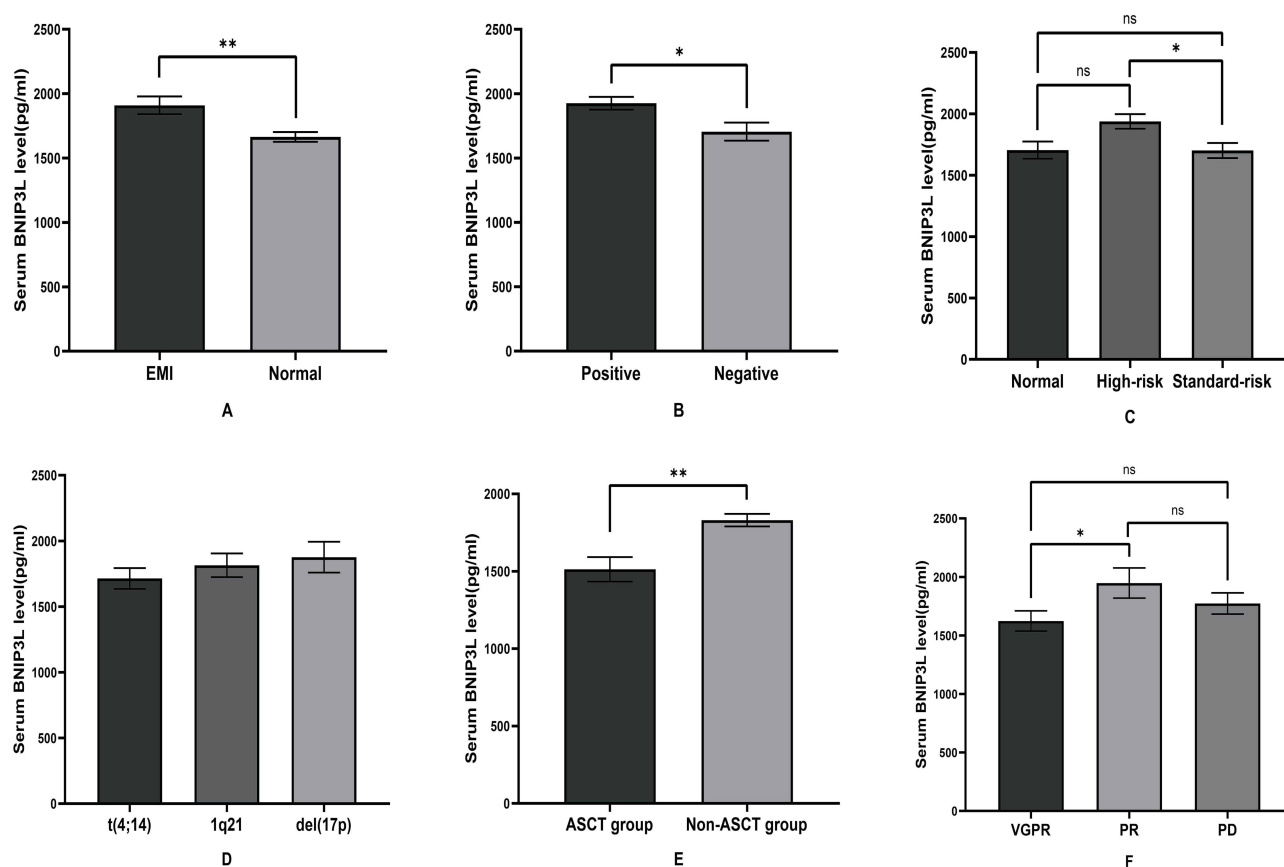 2500
2000
1500
1000
500
0
Serum BNIP3L level(pg/ml)
**
EMI
Normal
A
2500
2000
1500
1000
500
0
Serum BNIP3L level(pg/ml)
*
Positive
Negative
B
2500
2000
1500
1000
500
0
Serum BNIP3L level(pg/ml)
ns
ns
*
Normal
High-risk
Standard-risk
C
2500
2000
1500
1000
500
0
Serum BNIP3L level(pg/ml)
t(4;14)
1q21
del(17p)
D
2000
1500
1000
500
0
Serum BNIP3L level(pg/ml)
**
ASCT group
Non-ASCT group
E
2500
2000
1500
1000
500
0
Serum BNIP3L level(pg/ml)
ns
*
ns
VGPR
PR
PD
F